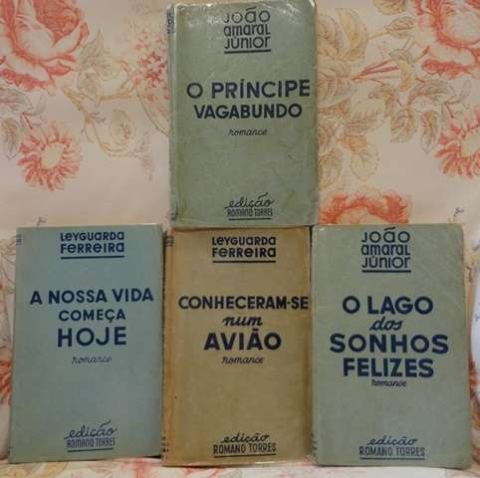 JOÃO
AMARAL
JÚNIOR
O PRÍNCIPE
VAGABUNDO
romance
edição
ROMANO TORRES
LEYGUARDA
FERREIRA
A NOSSA VIDA
COMEÇA
HOJE
romance
edição
ROMANO TORRES
LEYGUARDA
FERREIRA
CONHECERAM-SE
num
AVIÃO
romance
edição
ROMANO TORRES
JOÃO
AMARAL
JÚNIOR
O LAGO
dos
SONHOS
FELIZES
romance
edição
ROMANO TORRES